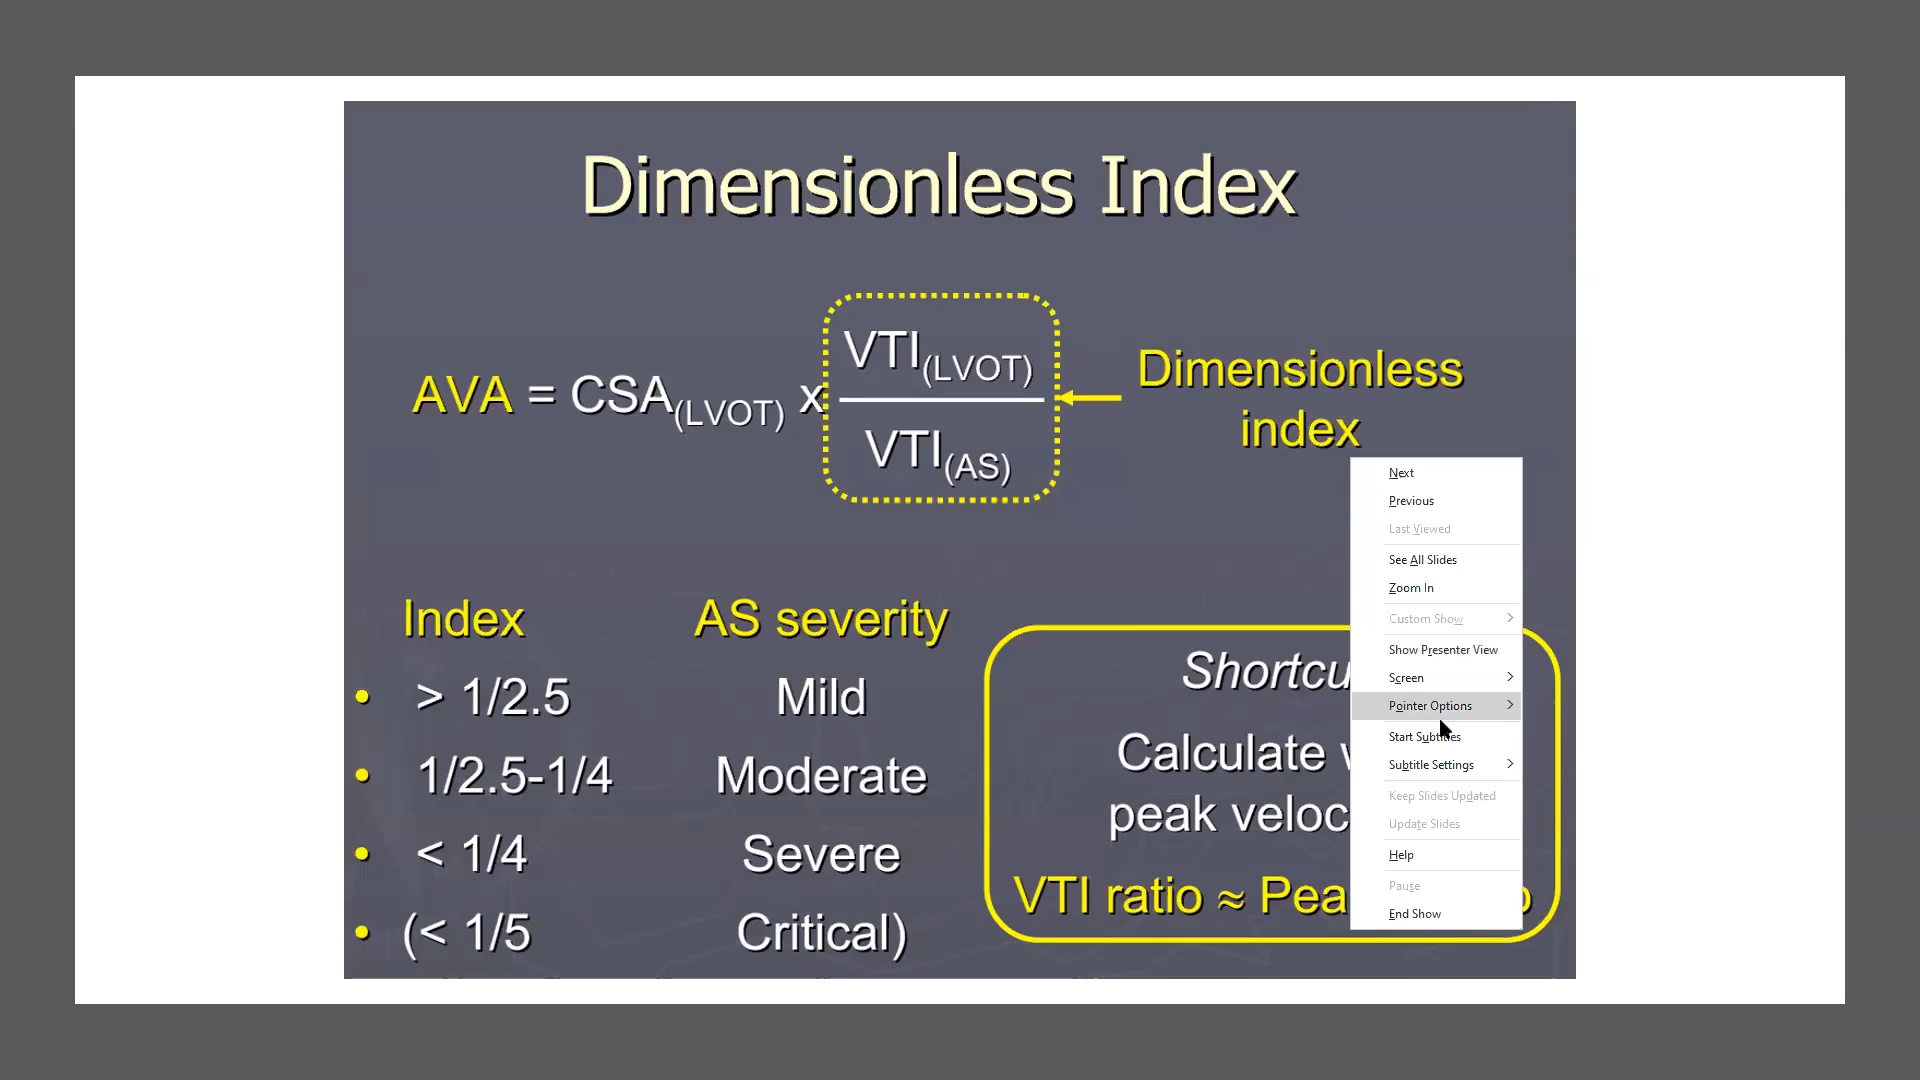 Dimensionless Index
VTI(LVOT)
AVA = CSA(LVOT) x
VTI(AS)
Dimensionless
index
Index AS severity
• > 1/2.5 Mild
• 1/2.5-1/4 Moderate
• < 1/4 Severe
• (< 1/5 Critical)
Calculate
peak
VTI ratio ≈
Next
Previous
Last Viewed
See All Slides
Zoom In
Custom Show >
Show Presenter View
Screen >
Pointer Options >
Start Subtitles
Subtitle Settings >
Keep Slides Updated
Update Slides
Help
Pause
End Show